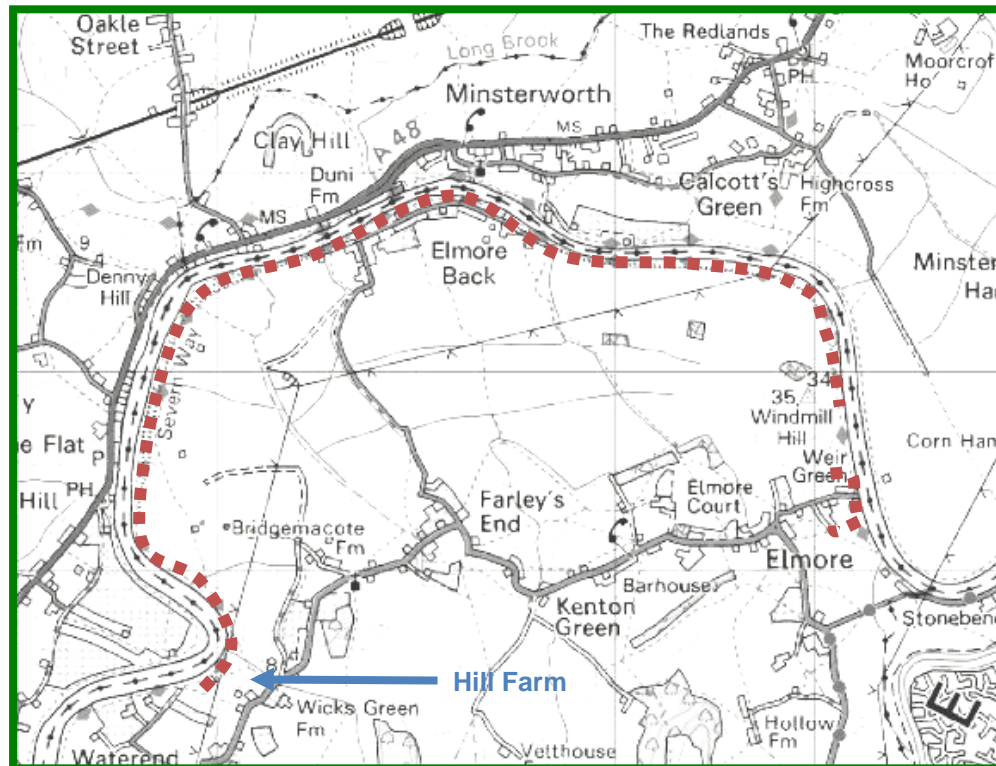 Oakle
Street
Long Brook
The Redlands
PH
Moorcrof
Ho
Minsterworth
MS
Clay Hill
A 48
Duni
Fm
MS
Calcott's
Green
Highcross
Fm
Fm
9
Denny
Hill
Elmore
Back
Minster
Ha
Severn Way
34
35
Windmill
Hill
Weir
Green
Corn Ham
y
e Flat
P
PH
Hill
Farley's
End
Elmore
Court
Bridgemacote
Fm
Elmore
Barhouse
Kenton
Green
Stonebenc
8
Hill Farm
Wicks Green
Fm
Hollow
Fm
Velthouse
Waterend
E